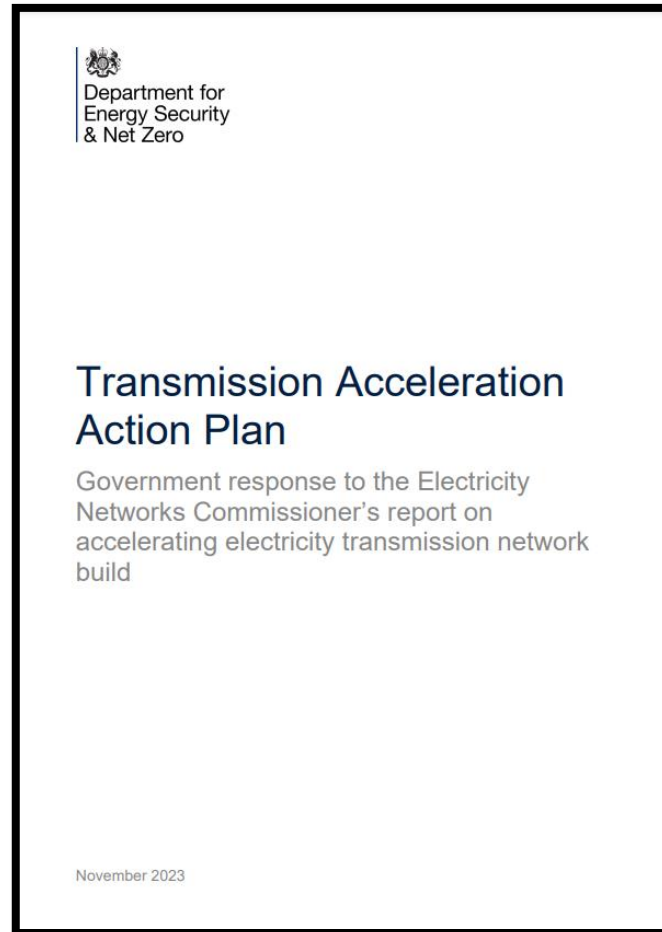 Department for
Energy Security
& Net Zero
Transmission Acceleration
Action Plan
Government response to the Electricity
Networks Commissioner’s report on
accelerating electricity transmission network
build
November 2023